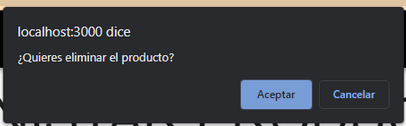 localhost:3000 dice
¿Quieres eliminar el producto?
Aceptar
Cancelar